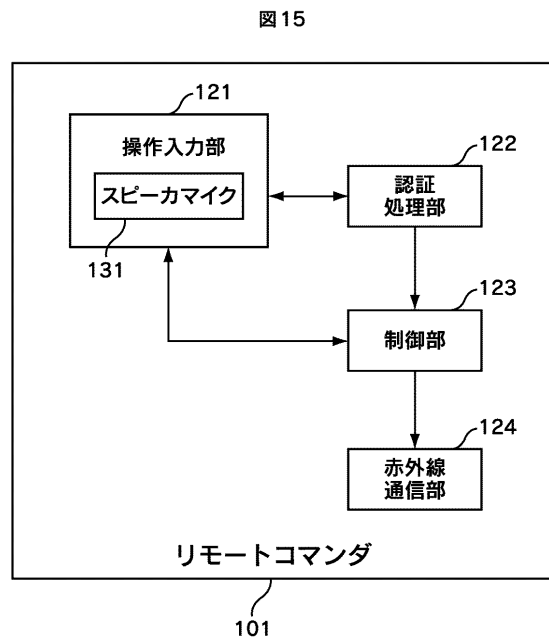 図15
121
操作入力部
スピーカマイク
131
122
認証
処理部
123
制御部
124
赤外線
通信部
リモートコマンダ
101